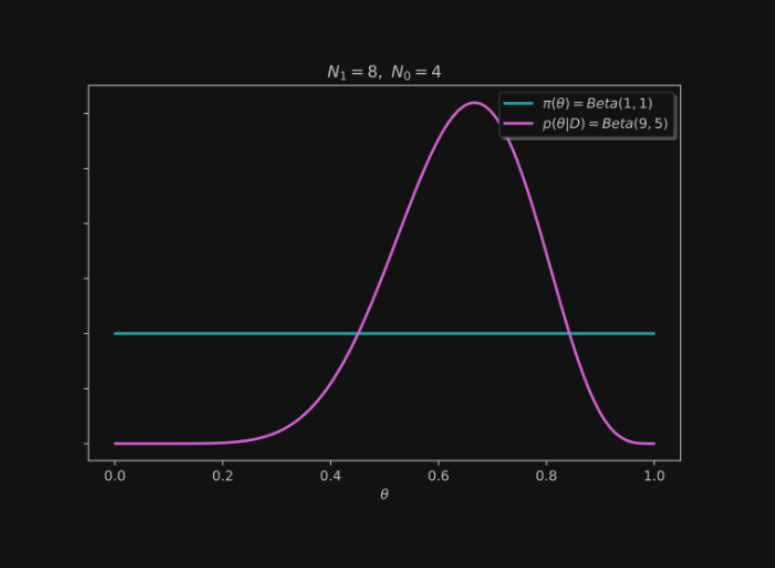 N₁ = 8, N₀ = 4
π(θ) = Beta(1, 1)
p(θ|D) = Beta(9, 5)
0.0 0.2 0.4 0.6 0.8 1.0
θ